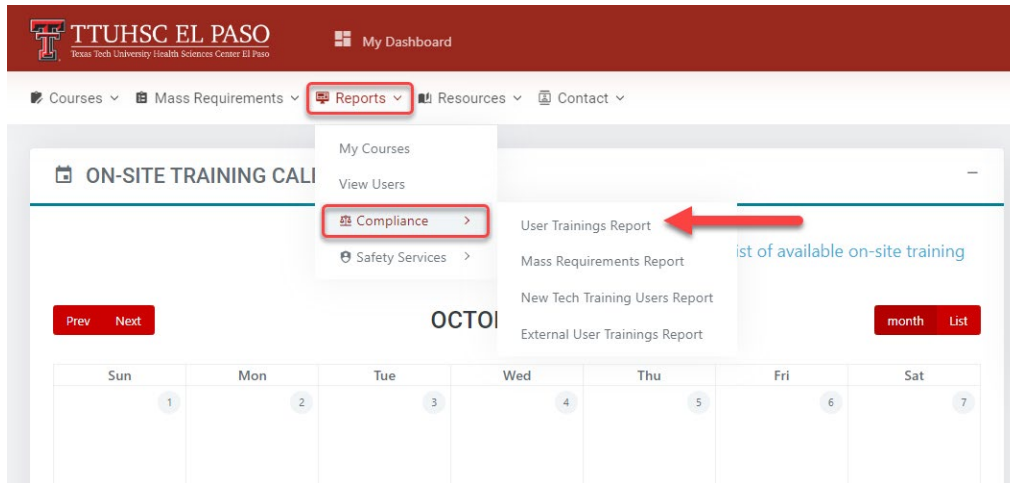 TTUHSC EL PASO
Texas Tech University Health Sciences Center El Paso
My Dashboard
Courses
Mass Requirements
Reports
Resources
Contact
My Courses
View Users
Compliance
Safety Services
User Trainings Report
Mass Requirements Report
New Tech Training Users Report
External User Trainings Report
ON-SITE TRAINING
ist of available on-site training
Prev Next
month List
Sun Mon Tue Wed Thu Fri Sat
1 2 3 4 5 6 7